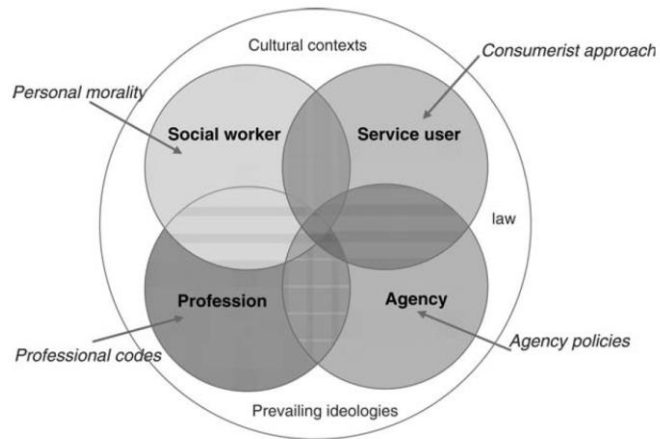 Cultural contexts
Consumerist approach
Personal morality
Social worker
Service user
law
Profession
Agency
Professional codes
Agency policies
Prevailing ideologies